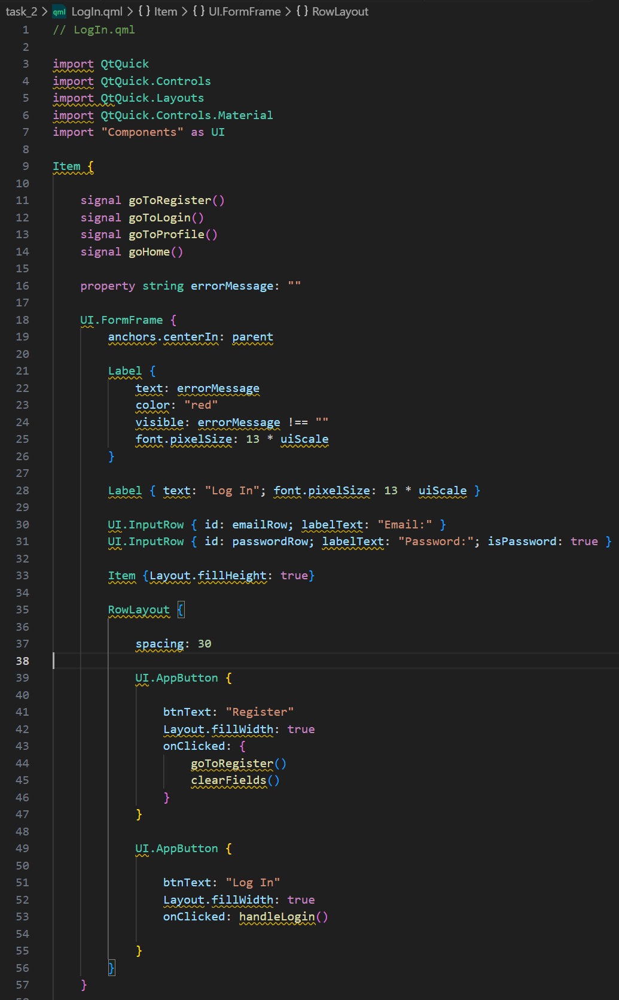 task_2 > qml LogIn.qml > {} Item > {} UI.FormFrame > {} RowLayout
1 // LogIn.qml
2
3 import QtQuick
4 import QtQuick.Controls
5 import QtQuick.Layouts
6 import QtQuick.Controls.Material
7 import "Components" as UI
8
9 Item {
10
11     signal goToRegister()
12     signal goToLogin()
13     signal goToProfile()
14     signal goHome()
15
16     property string errorMessage: ""
17
18     UI.FormFrame {
19         anchors.centerIn: parent
20
21         Label {
22             text: errorMessage
23             color: "red"
24             visible: errorMessage !== ""
25             font.pixelSize: 13 * uiScale
26         }
27
28         Label { text: "Log In"; font.pixelSize: 13 * uiScale }
29
30         UI.InputRow { id: emailRow; labelText: "Email:" }
31         UI.InputRow { id: passwordRow; labelText: "Password:"; isPassword: true }
32
33         Item {Layout.fillHeight: true}
34
35         RowLayout {
36
37             spacing: 30
38
39             UI.AppButton {
40
41                 btnText: "Register"
42                 Layout.fillWidth: true
43                 onClicked: {
44                     goToRegister()
45                     clearFields()
46                 }
47             }
48
49             UI.AppButton {
50
51                 btnText: "Log In"
52                 Layout.fillWidth: true
53                 onClicked: handleLogin()
54
55             }
56         }
57     }